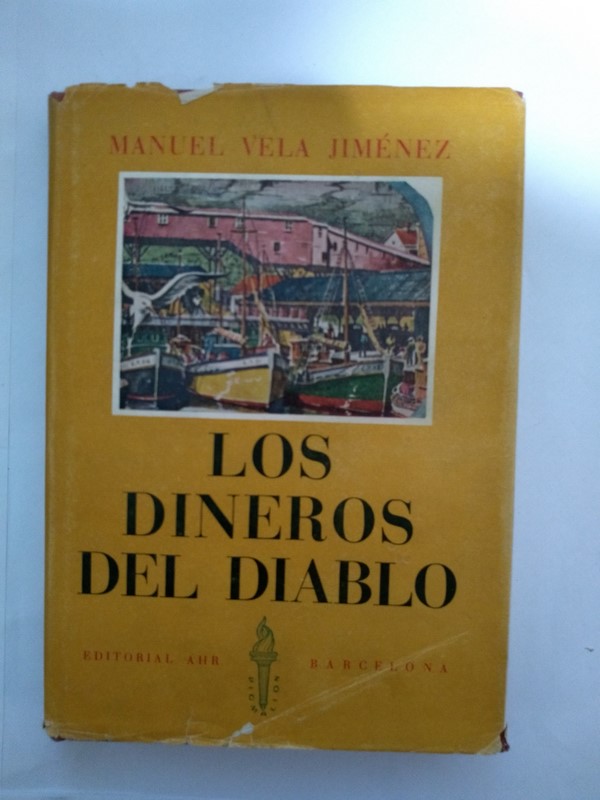 MANUEL VELA JIMÉNEZ
LOS
DINEROS
DEL DIABLO
EDITORIAL AHR
BARCELONA